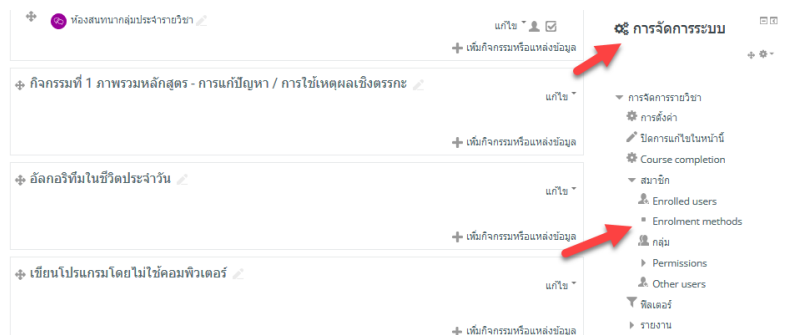 ห้องสนทนากลุ่มประจำรายวิชา
แก้ไข
เพิ่มกิจกรรมหรือแหล่งข้อมูล
กิจกรรมที่ 1 ภาพรวมหลักสูตร - การแก้ปัญหา / การใช้เหตุผลเชิงตรรกะ
แก้ไข
เพิ่มกิจกรรมหรือแหล่งข้อมูล
อัลกอริทึมในชีวิตประจำวัน
แก้ไข
เพิ่มกิจกรรมหรือแหล่งข้อมูล
เขียนโปรแกรมโดยไม่ใช้คอมพิวเตอร์
แก้ไข
เพิ่มกิจกรรมหรือแหล่งข้อมูล
การจัดการระบบ
การจัดการรายวิชา
การตั้งค่า
ปิดการแก้ไขในหน้านี้
Course completion
สมาชิก
Enrolled users
Enrolment methods
กลุ่ม
Permissions
Other users
ฟิลเตอร์
รายงาน